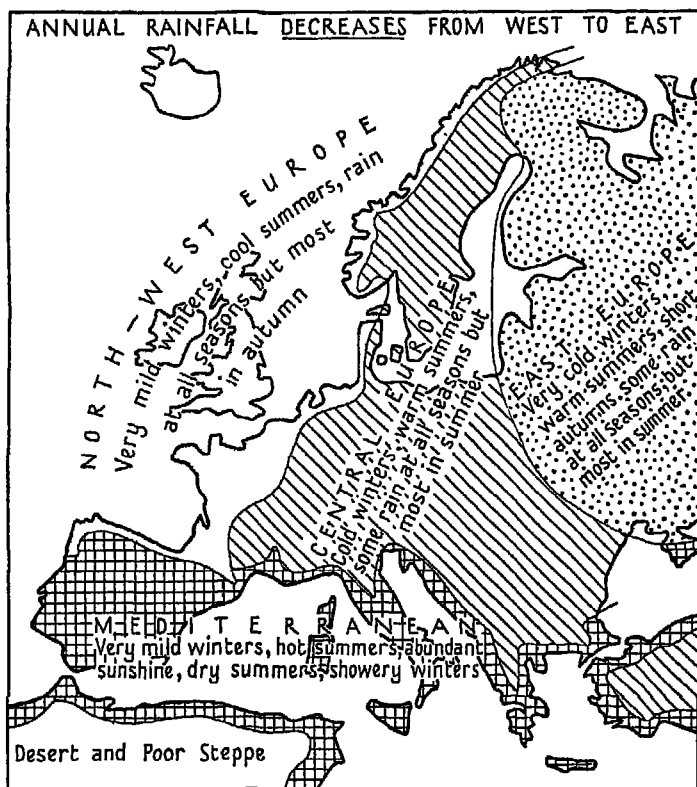 ANNUAL RAINFALL DECREASES FROM WEST TO EAST
NORTH-WEST EUROPE
Very mild winters, cool summers, rain
at all seasons but most
in autumn
CENTRAL EUROPE
Cold winters, warm summers,
some rain at all seasons but
most in summer
EAST EUROPE
Very cold winters
warm summers, short
autumns, some rain
at all seasons but
most in summer
MEDITERRANEAN
Very mild winters, hot summers, abundant
sunshine, dry summers, showery winters
Desert and Poor Steppe